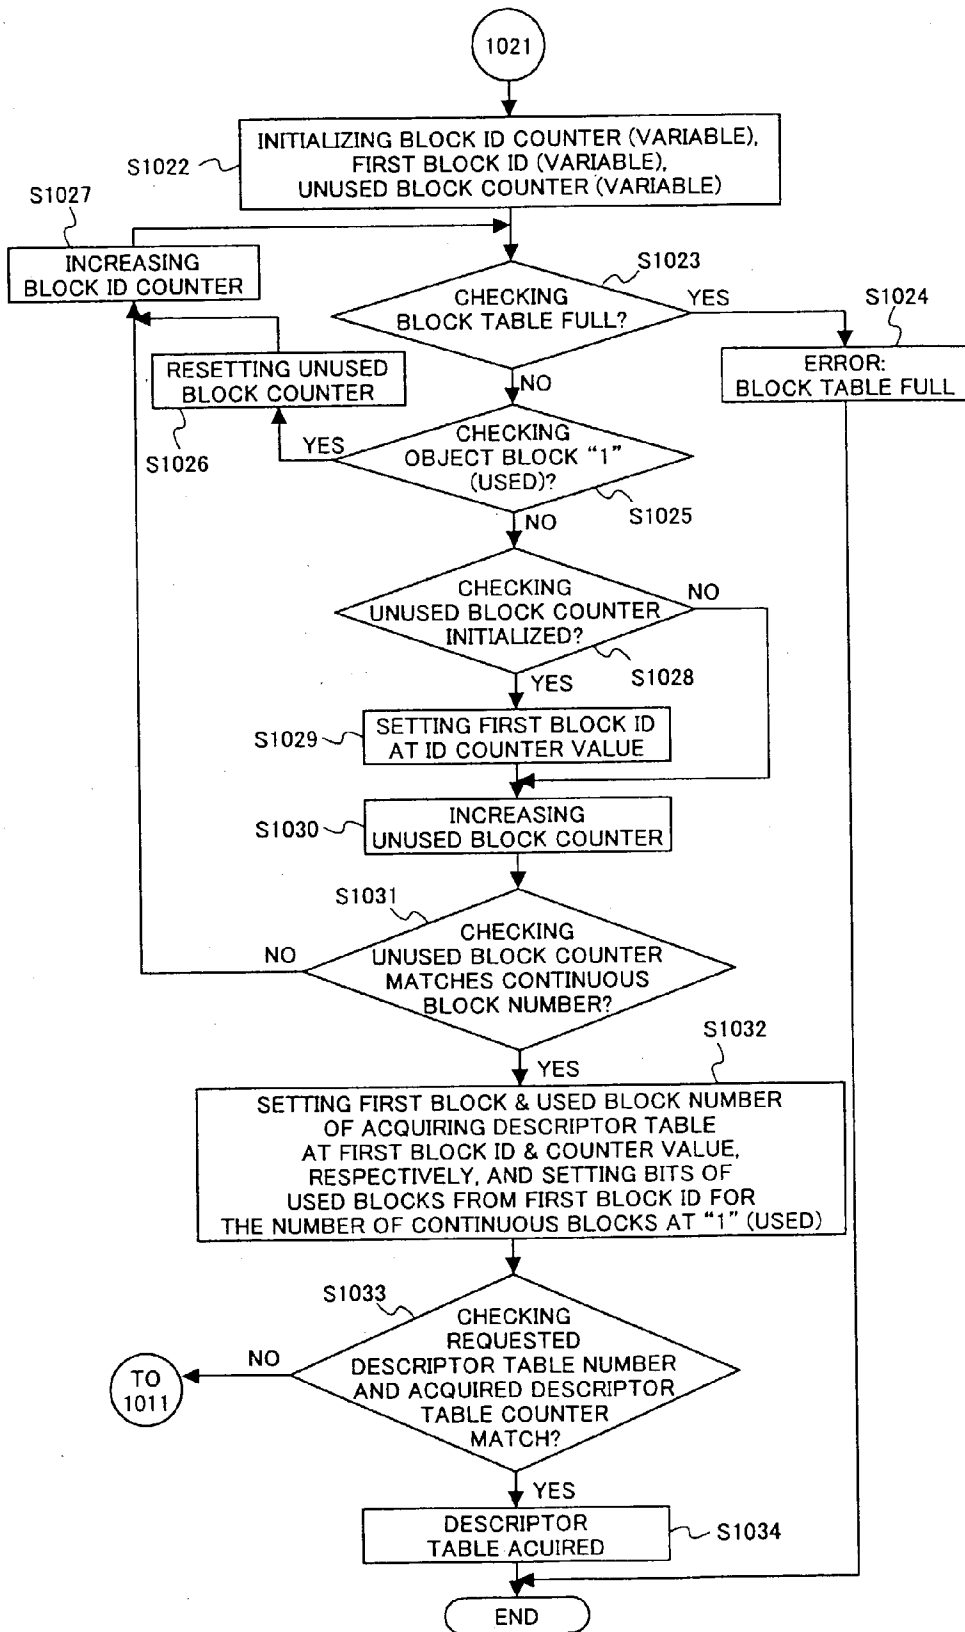 1021
INITIALIZING BLOCK ID COUNTER (VARIABLE),
FIRST BLOCK ID (VARIABLE),
UNUSED BLOCK COUNTER (VARIABLE)
S1022
S1027
INCREASING
BLOCK ID COUNTER
S1023
CHECKING
BLOCK TABLE FULL?
YES
S1024
ERROR:
BLOCK TABLE FULL
NO
RESETTING UNUSED
BLOCK COUNTER
S1026
YES
CHECKING
OBJECT BLOCK “1”
(USED)?
S1025
NO
CHECKING
UNUSED BLOCK COUNTER
INITIALIZED?
NO
S1028
YES
S1029
SETTING FIRST BLOCK ID
AT ID COUNTER VALUE
S1030
INCREASING
UNUSED BLOCK COUNTER
S1031
CHECKING
UNUSED BLOCK COUNTER
MATCHES CONTINUOUS
BLOCK NUMBER?
NO
S1032
YES
SETTING FIRST BLOCK & USED BLOCK NUMBER
OF ACQUIRING DESCRIPTOR TABLE
AT FIRST BLOCK ID & COUNTER VALUE,
RESPECTIVELY, AND SETTING BITS OF
USED BLOCKS FROM FIRST BLOCK ID FOR
THE NUMBER OF CONTINUOUS BLOCKS AT “1” (USED)
S1033
CHECKING
REQUESTED
DESCRIPTOR TABLE NUMBER
AND ACQUIRED DESCRIPTOR
TABLE COUNTER
MATCH?
NO
TO
1011
YES
DESCRIPTOR
TABLE ACUIRED
S1034
END